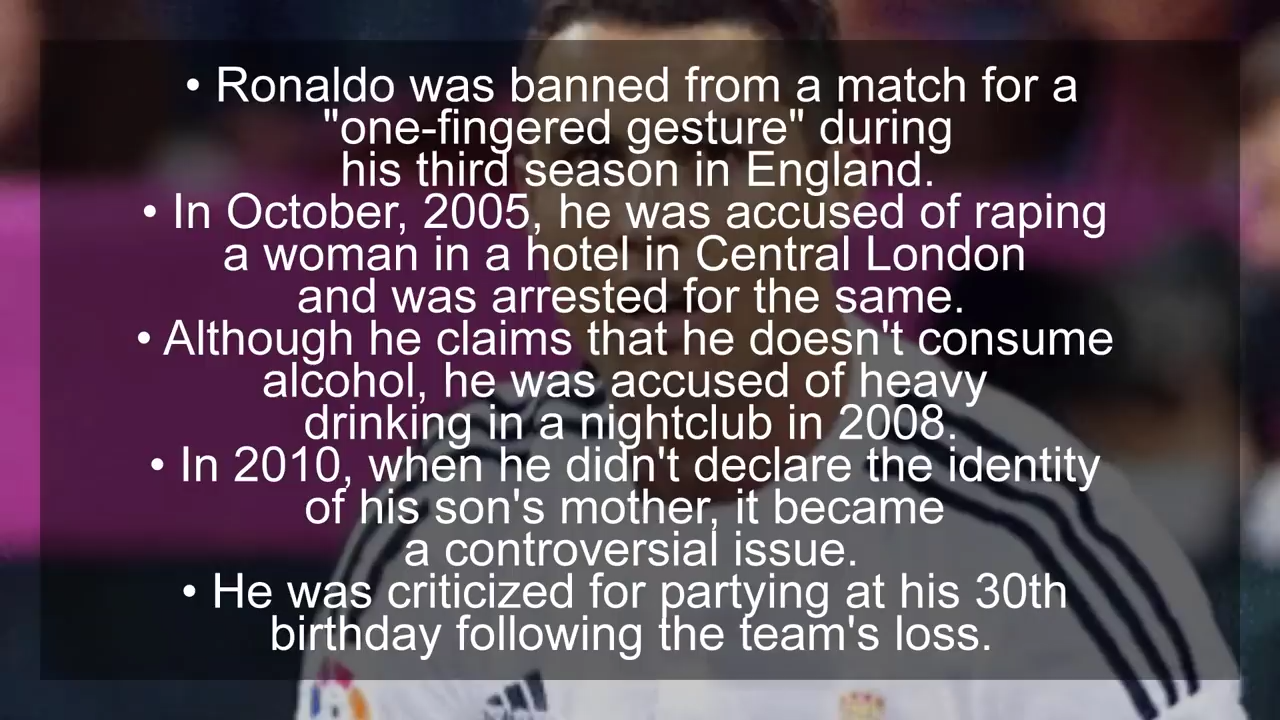 • Ronaldo was banned from a match for a
"one-fingered gesture" during
his third season in England.
• In October, 2005, he was accused of raping
a woman in a hotel in Central London
and was arrested for the same.
• Although he claims that he doesn't consume
alcohol, he was accused of heavy
drinking in a nightclub in 2008.
• In 2010, when he didn't declare the identity
of his son's mother, it became
a controversial issue.
• He was criticized for partying at his 30th
birthday following the team's loss.